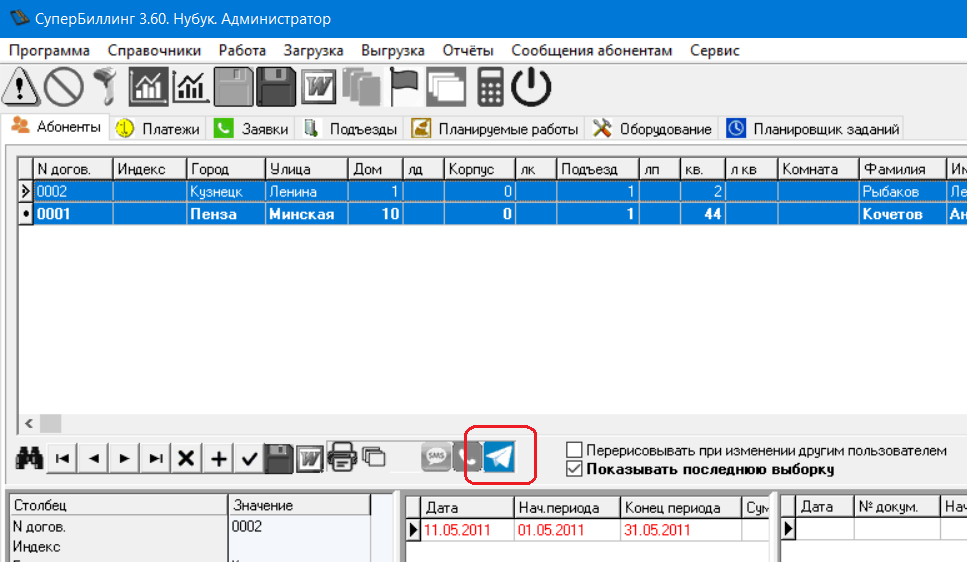 СуперБиллинг 3.60. Нубук. Администратор
Программа Справочники Работа Загрузка Выгрузка Отчёты Сообщения абонентам Сервис
Абоненты Платежи Заявки Подъезды Планируемые работы Оборудование Планировщик заданий
N догов. Индекс Город Улица Дом лд Корпус лк Подъезд лп кв. л кв Комната Фамилия Им
0002 Кузнецк Ленина 1 0 1 2 Рыбаков Ле
0001 Пенза Минская 10 0 1 44 Кочетов Ан
SMS
Перерисовывать при изменении другим пользователем
Показывать последнюю выборку
Столбец Значение Дата Нач.периода Конец периода Сум Дата № докум. Нач
N догов. 0002 11.05.2011 01.05.2011 31.05.2011
Индекс